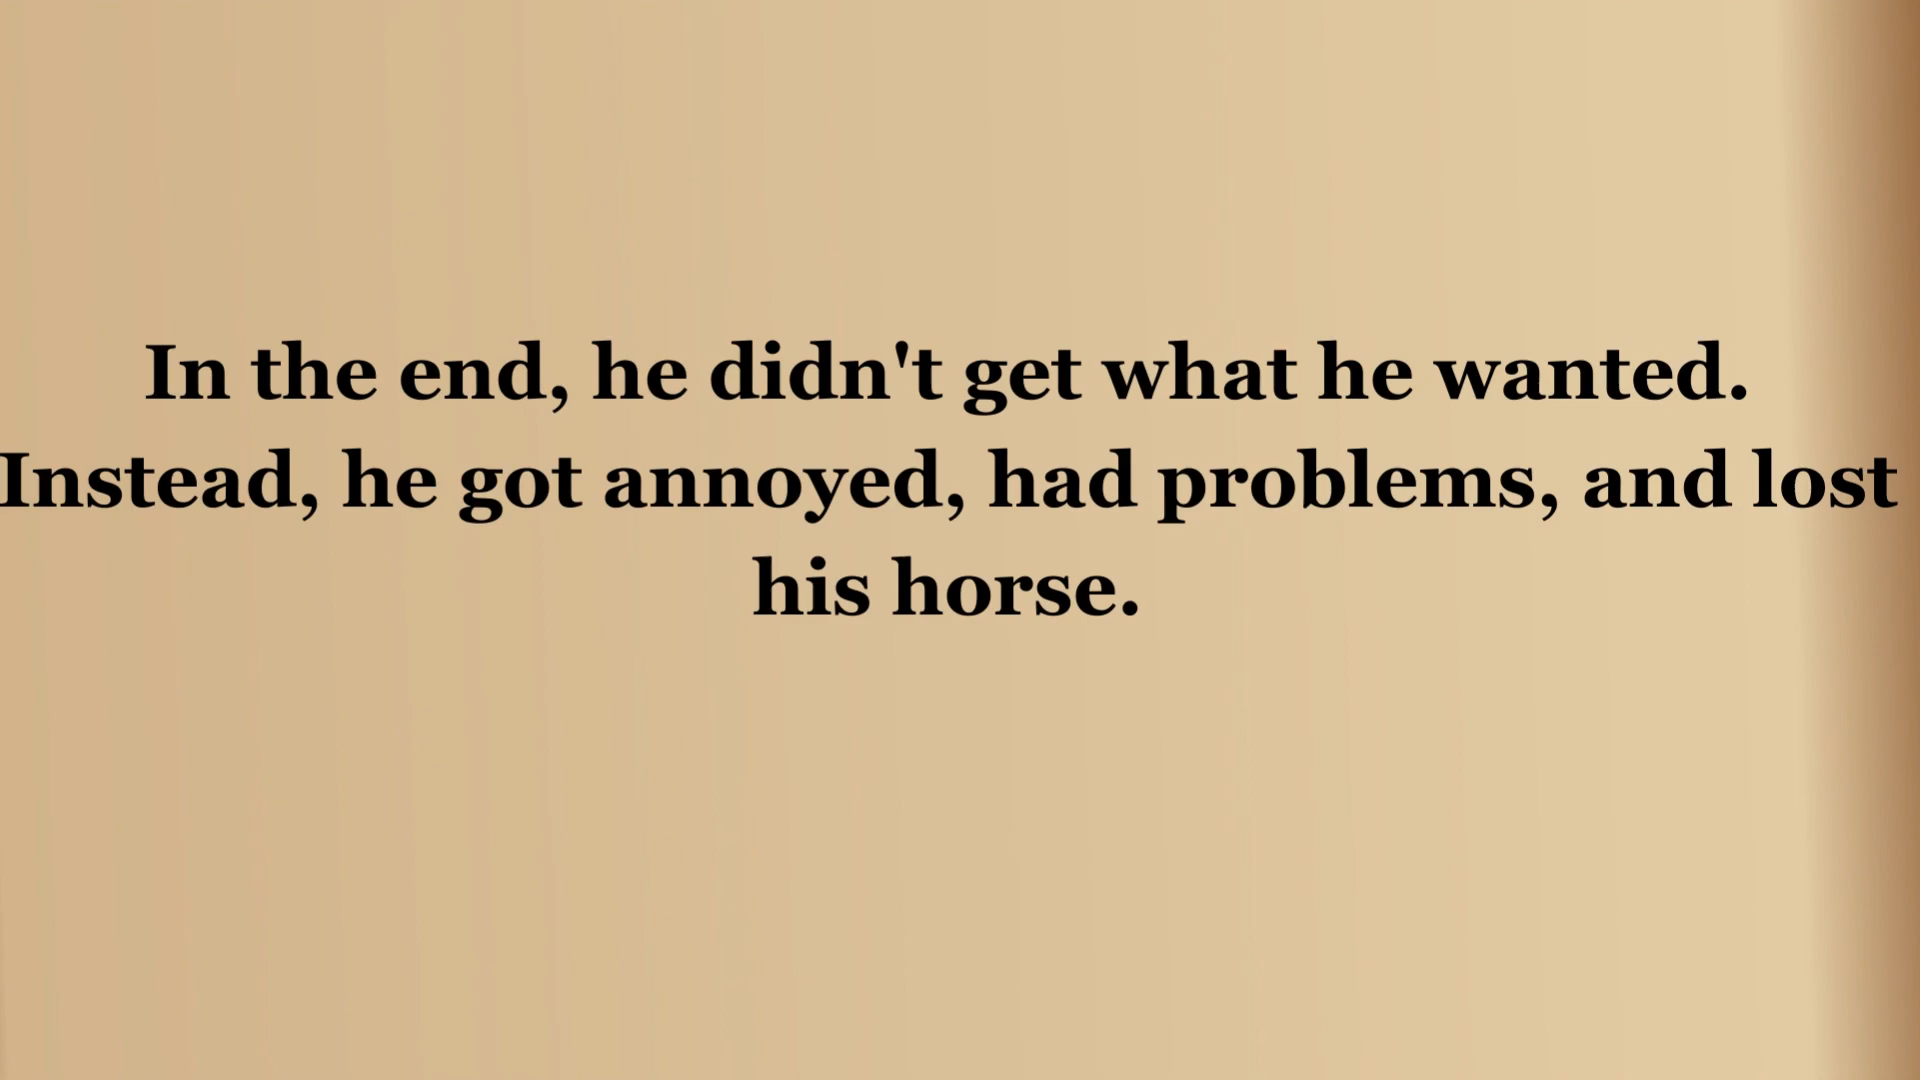 In the end, he didn't get what he wanted.
Instead, he got annoyed, had problems, and lost
his horse.